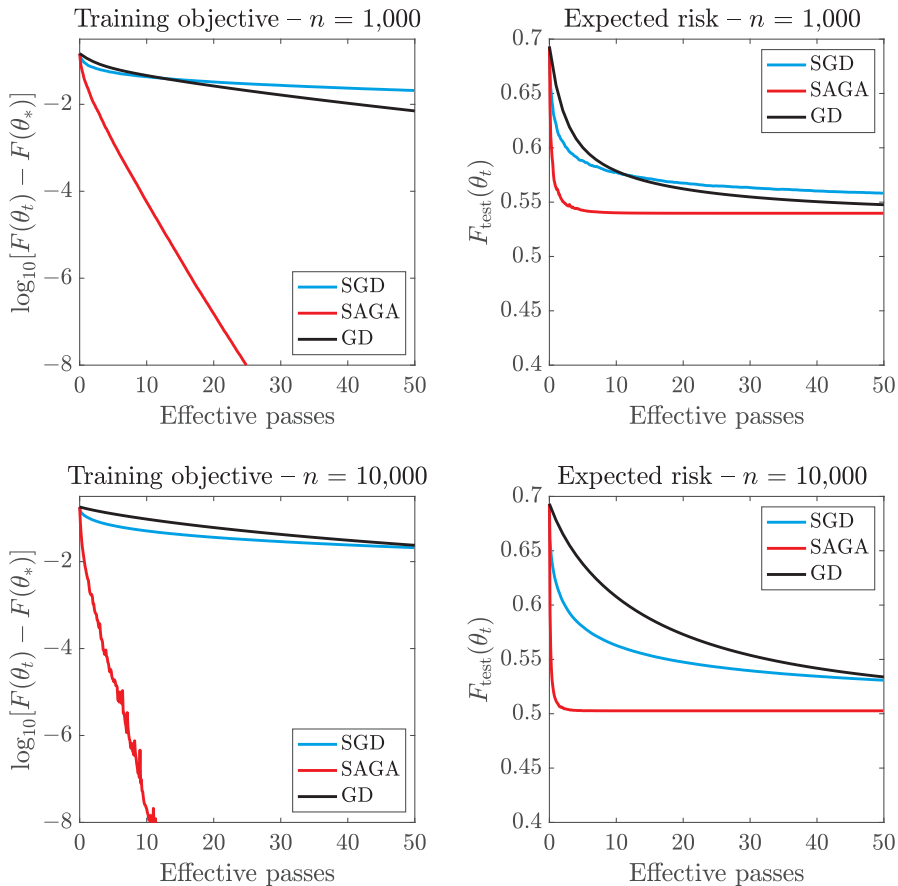 Training objective – n = 1,000
log₁₀[F(θₜ) − F(θ∗)]
−2
−4
−6
−8
0 10 20 30 40 50
Effective passes
SGD
SAGA
GD
Expected risk – n = 1,000
F_test(θₜ)
0.7
0.65
0.6
0.55
0.5
0.45
0.4
0 10 20 30 40 50
Effective passes
SGD
SAGA
GD
Training objective – n = 10,000
log₁₀[F(θₜ) − F(θ∗)]
−2
−4
−6
−8
0 10 20 30 40 50
Effective passes
SGD
SAGA
GD
Expected risk – n = 10,000
F_test(θₜ)
0.7
0.65
0.6
0.55
0.5
0.45
0.4
0 10 20 30 40 50
Effective passes
SGD
SAGA
GD